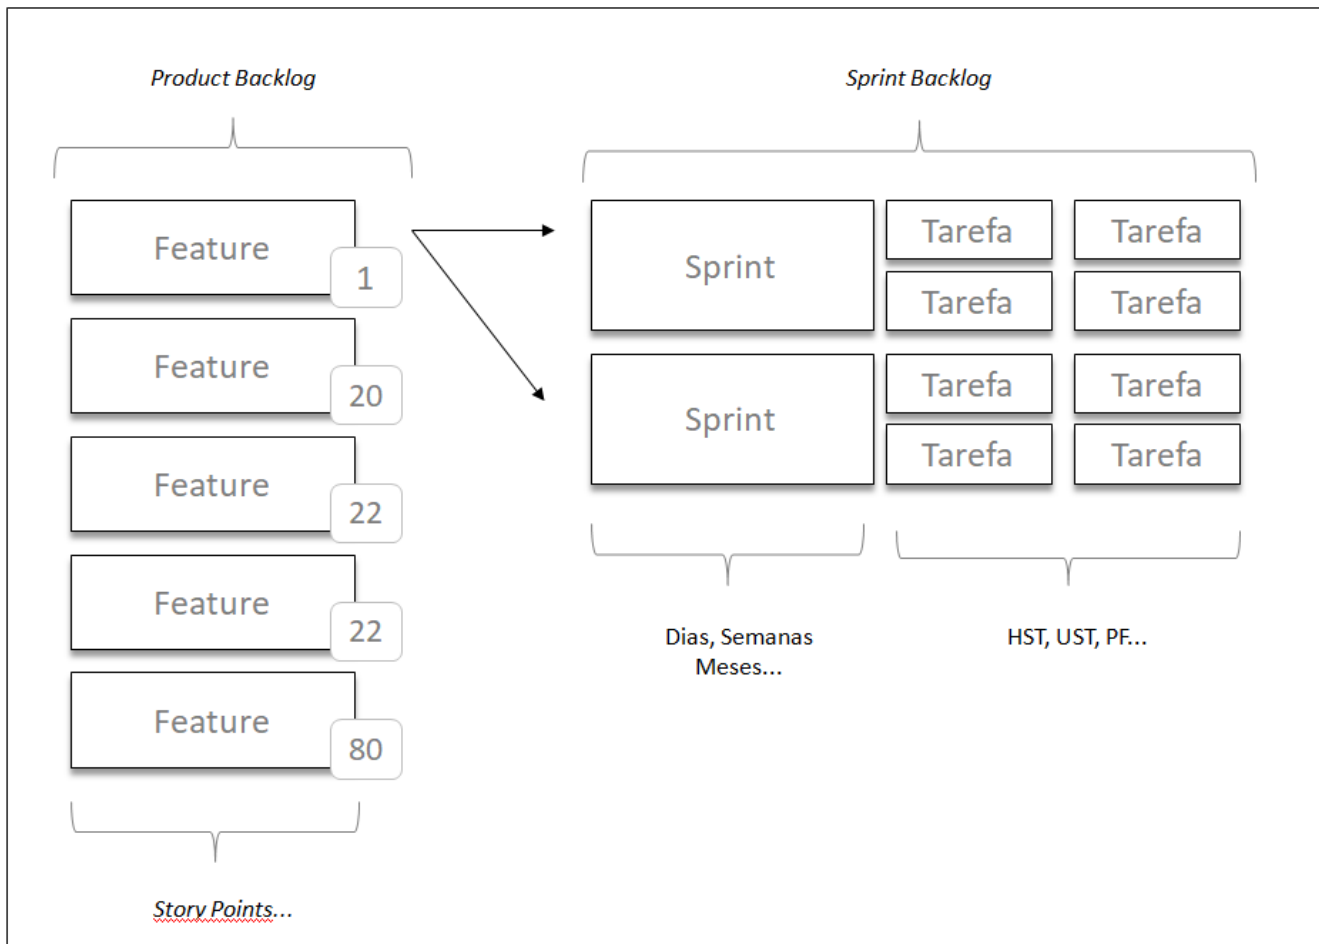 Product Backlog
Sprint Backlog
Feature
1
Feature
20
Feature
22
Feature
22
Feature
80
Story Points...
Sprint
Tarefa
Tarefa
Tarefa
Tarefa
Sprint
Tarefa
Tarefa
Tarefa
Tarefa
Dias, Semanas
Meses...
HST, UST, PF...